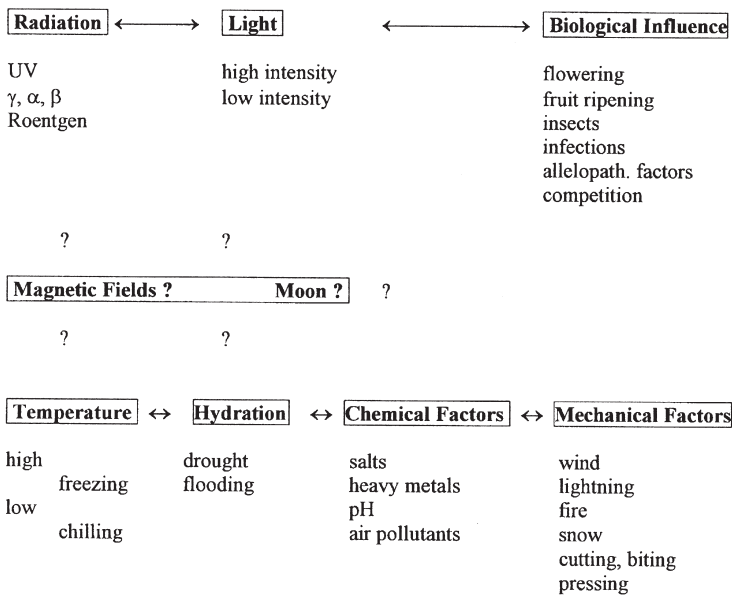 Radiation ↔ Light ↔ Biological Influence
UV high intensity flowering
γ, α, β low intensity fruit ripening
Roentgen insects
infections
allelopath. factors
competition
? ?
Magnetic Fields ? Moon ? ?
? ?
Temperature ↔ Hydration ↔ Chemical Factors ↔ Mechanical Factors
high drought salts wind
freezing flooding heavy metals lightning
low pH fire
chilling air pollutants snow
cutting, biting
pressing